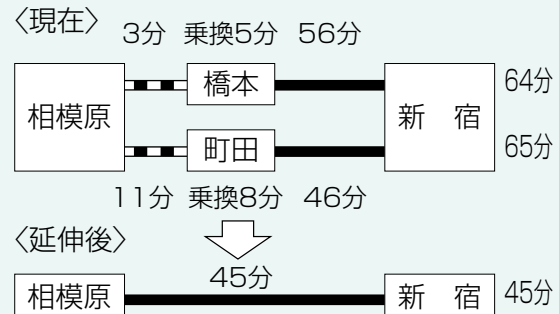 〈現在〉
3分 乗換5分 56分
橋本 64分
相模原 新 宿
町田 65分
11分 乗換8分 46分
〈延伸後〉
45分
相模原 新 宿 45分